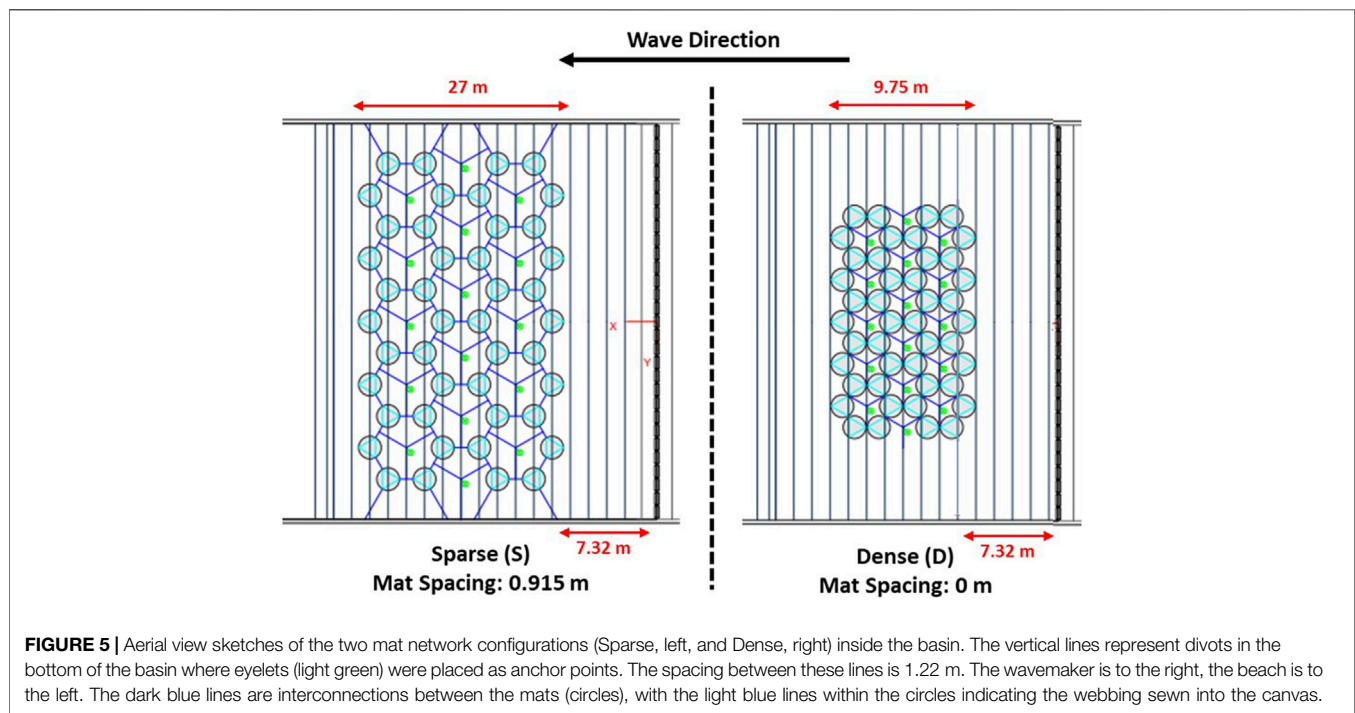 Wave Direction
27 m
9.75 m
X
Y
7.32 m
7.32 m
Sparse (S)
Mat Spacing: 0.915 m
Dense (D)
Mat Spacing: 0 m
FIGURE 5 | Aerial view sketches of the two mat network configurations (Sparse, left, and Dense, right) inside the basin. The vertical lines represent divots in the
bottom of the basin where eyelets (light green) were placed as anchor points. The spacing between these lines is 1.22 m. The wavemaker is to the right, the beach is to
the left. The dark blue lines are interconnections between the mats (circles), with the light blue lines within the circles indicating the webbing sewn into the canvas.